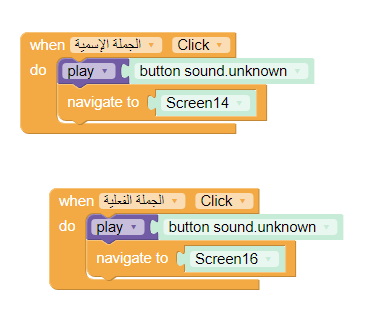 when الجملة الإسمية Click
do play button sound.unknown
navigate to Screen14
when الجملة الفعلية Click
do play button sound.unknown
navigate to Screen16